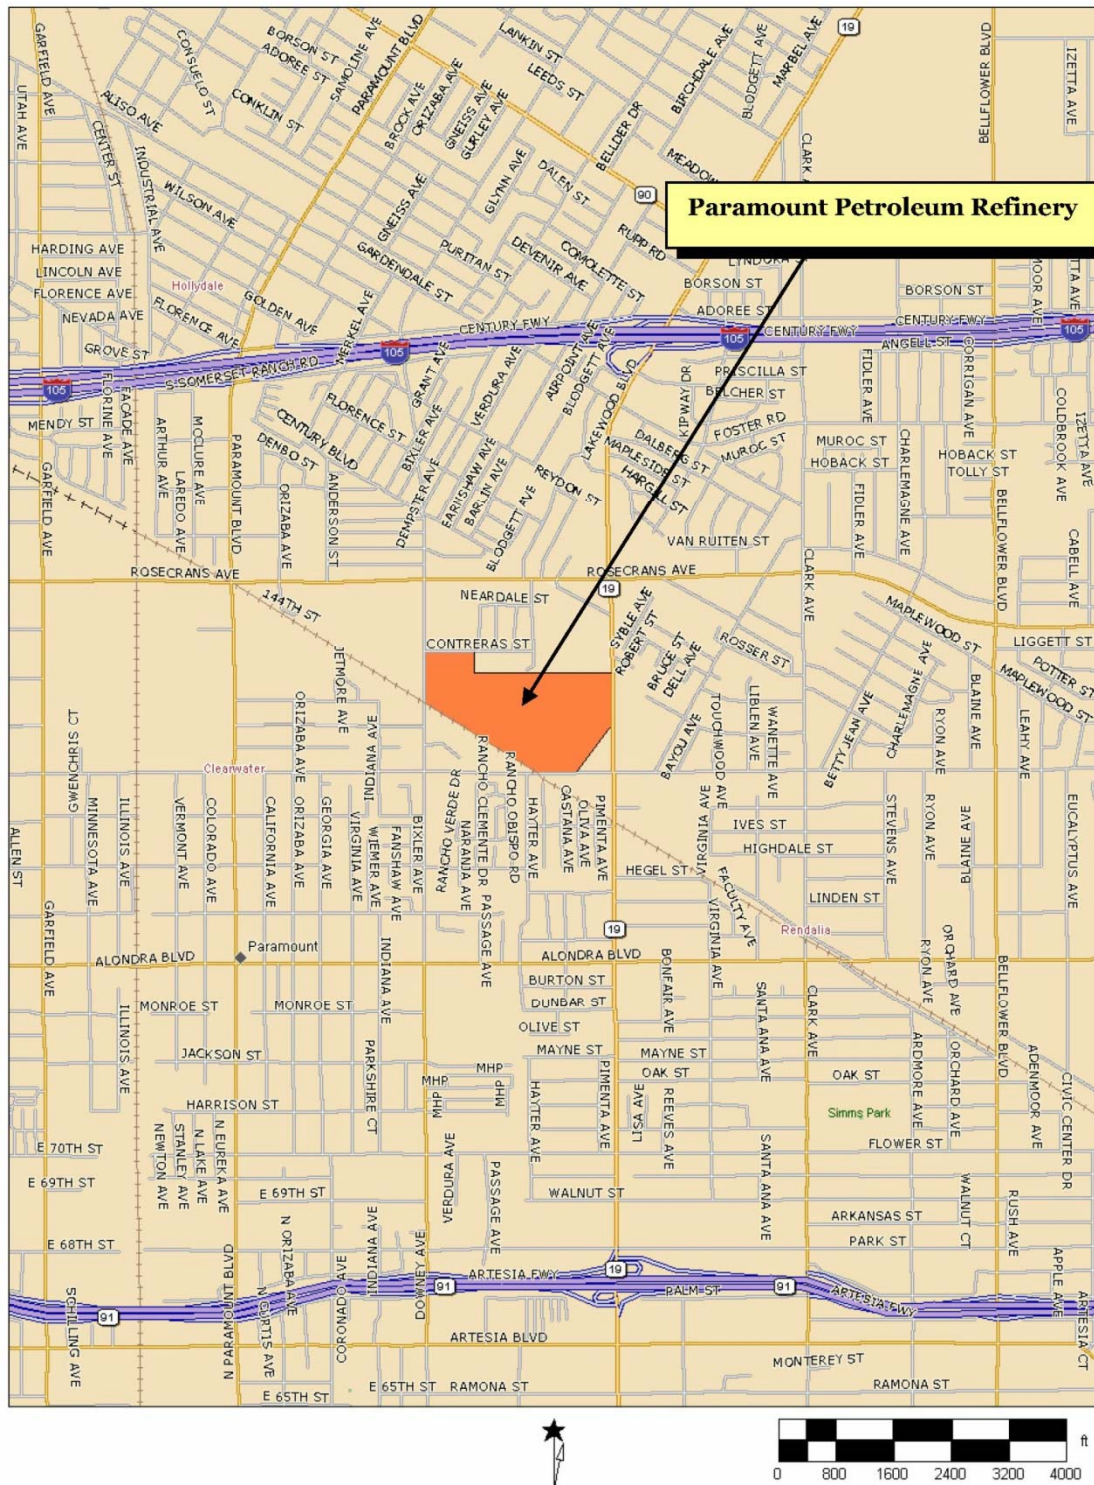 GARFIELD AVE
UTAH AVE
CONSUELO ST
BORSON ST
ADOREE ST
SAMOLINE AVE
PARAMOUNT BLVD
LANKIN ST
LEEDS ST
BIRCHDALE AVE
BLODGETT AVE
MARBEL AVE
19
BELLFLOWER BLVD
IZETTA AVE
ALISO AVE
CONKLIN ST
CENTER ST
INDUSTRIAL AVE
BROCK AVE
ORIZABA AVE
GNEISS AVE
GURLEY AVE
BELLDER DR
CLARK
DALEN ST
GLYNN AVE
WILSON AVE
GNEISS AVE
90
Paramount Petroleum Refinery
HARDING AVE
LINCOLN AVE
FLORENCE AVE
NEVADA AVE
GROVE ST
Hollydale
FLORENCE AVE
GOLDEN AVE
GARDENDALE ST
PURITAN ST
DEVENIR AVE
COMOLETTE ST
RUPP RD
BORSON ST
ADOREE ST
BORSON ST
MERKEL AVE
CENTURY FWY
CENTURY FWY
CENTURY FWY
105
105
105
105
S SOMERSET RANCH RD
ANGELL ST
MENDY ST
FLORINE AVE
FACADE AVE
ARTHUR AVE
LAREDO AVE
MCCLURE AVE
PARAMOUNT BLVD
CENTURY BLVD
DENBO ST
FLORENCE ST
GRANT AVE
BIXLER AVE
VERDURA AVE
AIRPOINT AVE
BLODGETT AVE
LAKEWOOD BLVD
KIPWAY DR
PRISCILLA ST
BELCHER ST
FOSTER RD
DALBERG ST
MAPLESIDE ST
HARGILL ST
MUROC ST
MUROC ST
HOBACK ST
FIDLER AVE
FIDLER AVE
CHARLEMAGNE AVE
CORRIGAN AVE
HOBACK ST
TOLLY ST
COLDBROOK AVE
IZETTA AVE
GARFIELD AVE
ORIZABA AVE
ANDERSON ST
DEMPSTER AVE
EARNSHAW AVE
BARLIN AVE
BLODGETT AVE
REYDON ST
VAN RUITEN ST
CLARK AVE
BELLFLOWER BLVD
CABELL AVE
ROSECRANS AVE
ROSECRANS AVE
144TH ST
NEARDALE ST
19
CONTRERAS ST
SYBLE AVE
ROBERT ST
BRUCE ST
DELL AVE
ROSSER ST
MAPLEWOOD ST
LIGGETT ST
POTTER ST
MAPLEWOOD ST
GWENCHRIS CT
Clearwater
ORIZABA AVE
JETMORE AVE
INDIANA AVE
BAYOU AVE
TOUCHWOOD AVE
LIBLEN AVE
WANETTE AVE
BETTY JEAN AVE
CHARLEMAGNE AVE
RYON AVE
BLAINE AVE
LEAHY AVE
ALLEN ST
MINNESOTA AVE
ILLINOIS AVE
VERMONT AVE
COLORADO AVE
CALIFORNIA AVE
ORIZABA AVE
GEORGIA AVE
VIRGINIA AVE
WIEMER AVE
FANSHAW AVE
BIXLER AVE
RANCHO VERDE DR
NARANJA AVE
RANCHO CLEMENTE DR
RANCHO OBISPO RD
HAYTER AVE
CASTANA AVE
OLIVA AVE
PIMENTA AVE
VIRGINIA AVE
IVES ST
HIGHDALE ST
HEGEL ST
STEVENS AVE
RYON AVE
BLAINE AVE
EUCALYPTUS AVE
LINDEN ST
GARFIELD AVE
PASSAGE AVE
19
FACULTY AVE
VIRGINIA AVE
Rendalia
Paramount
ALONDRA BLVD
ALONDRA BLVD
INDIANA AVE
BURTON ST
DUNBAR ST
OLIVE ST
BONFAIR AVE
SANTA ANA AVE
CLARK AVE
RYON AVE
ORCHARD AVE
BELLFLOWER BLVD
MONROE ST
MONROE ST
ILLINOIS AVE
JACKSON ST
PARKSHIRE CT
MAYNE ST
MAYNE ST
OAK ST
OAK ST
ARDMORE AVE
ORCHARD AVE
ADENMOOR AVE
CIVIC CENTER DR
HARRISON ST
MHP
MHP
MHP
MHP
HAYTER AVE
PIMENTA AVE
LISA AVE
REEVES AVE
Simms Park
FLOWER ST
E 70TH ST
NEWTON AVE
STANLEY AVE
N LAKE AVE
N EUREKA AVE
E 69TH ST
E 69TH ST
VERDURA AVE
PASSAGE AVE
WALNUT ST
SANTA ANA AVE
ARKANSAS ST
PARK ST
WALNUT CT
RUSH AVE
E 68TH ST
N PARAMOUNT BLVD
N ORIZABA AVE
N CURTIS AVE
CORONDO AVE
INDIANA AVE
DOWNEY AVE
ARTESIA FWY
19
PALM ST
91
91
91
ARTESIA FWY
APPLE AVE
ARTESIA CT
SCHILLING AVE
ARTESIA BLVD
MONTEREY ST
E 65TH ST
E 65TH ST
RAMONA ST
RAMONA ST
ft
0 800 1600 2400 3200 4000